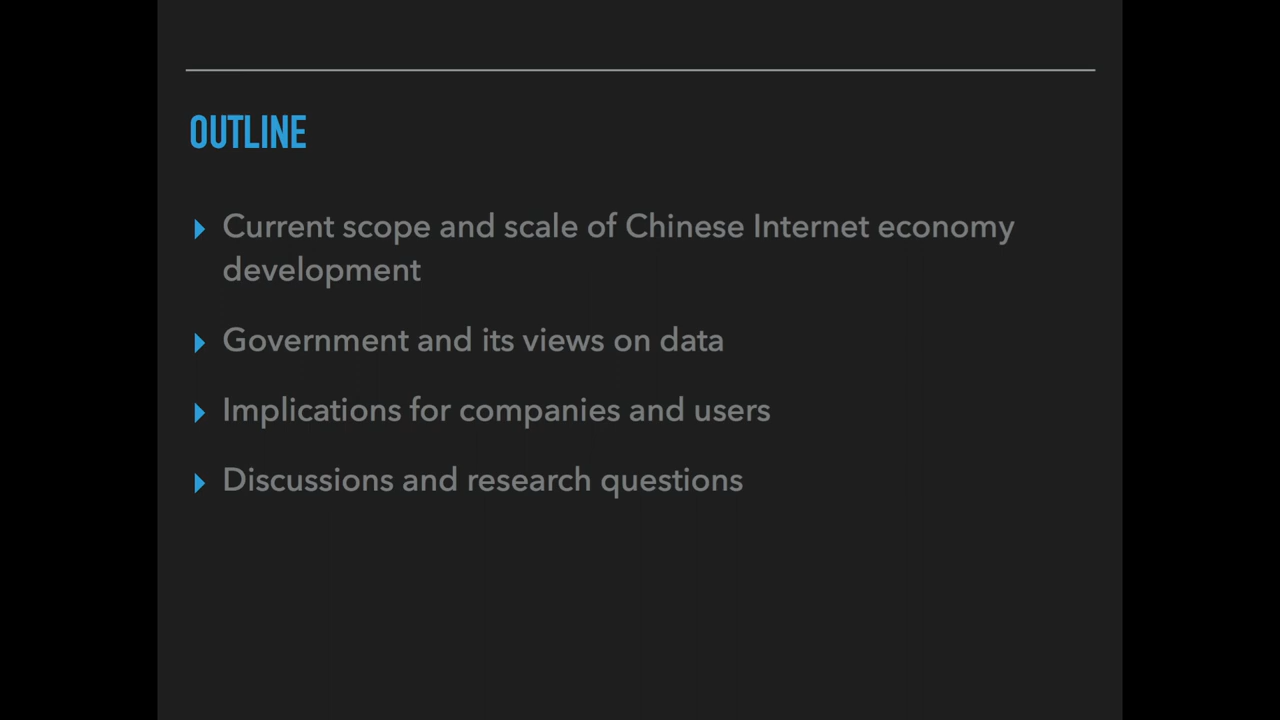 OUTLINE
Current scope and scale of Chinese Internet economy
development
Government and its views on data
Implications for companies and users
Discussions and research questions